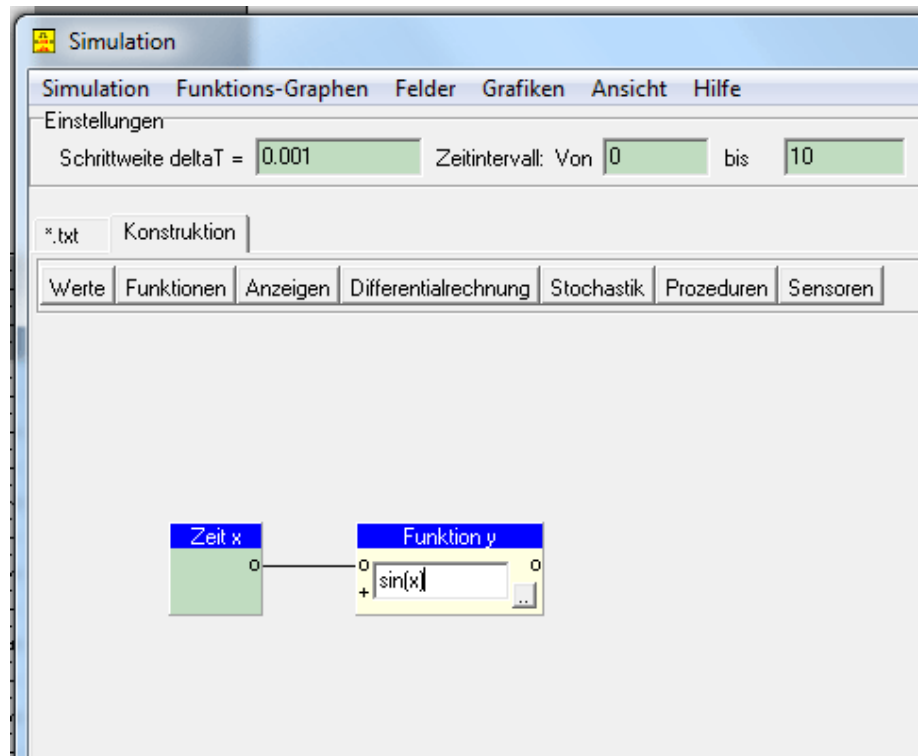 Simulation
Simulation Funktions-Graphen Felder Grafiken Ansicht Hilfe
Einstellungen
Schrittweite deltaT = 0.001 Zeitintervall: Von 0 bis 10
*.txt Konstruktion
Werte Funktionen Anzeigen Differentialrechnung Stochastik Prozeduren Sensoren
Zeit x Funktion y
o o o
+ sin(x) ..